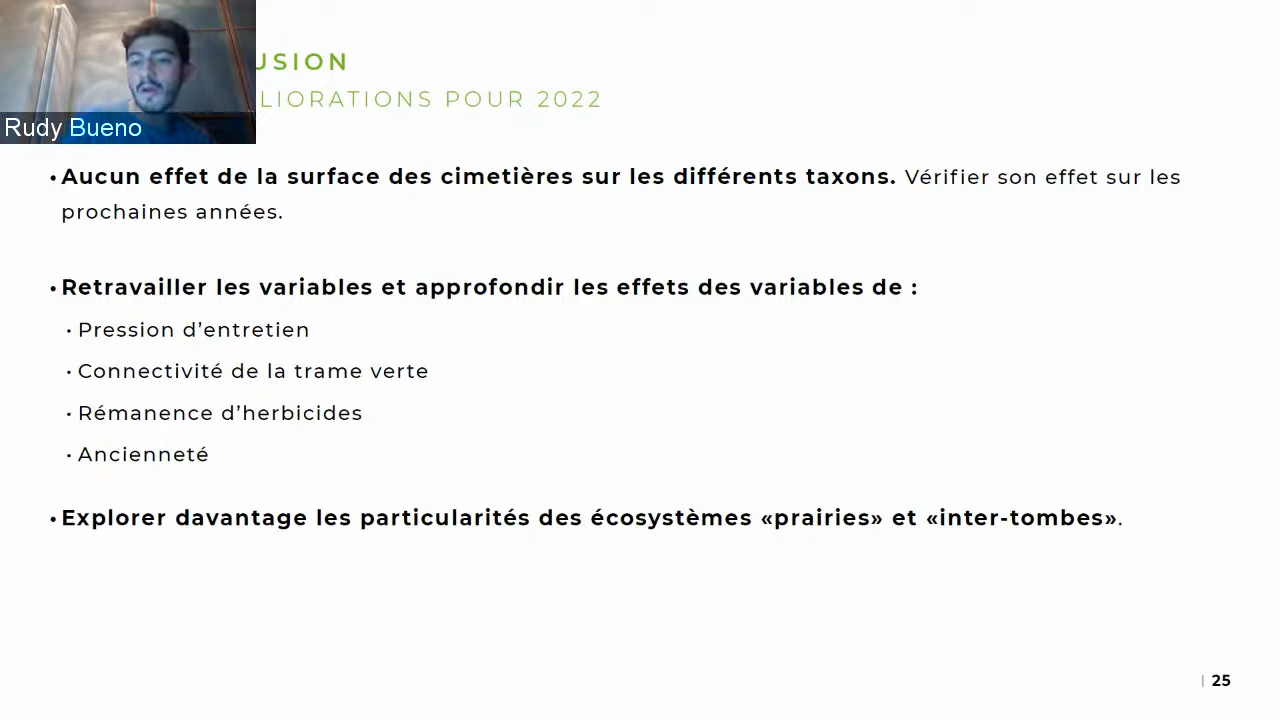 Rudy Bueno
USION
LIORATIONS POUR 2022
• Aucun effet de la surface des cimetières sur les différents taxons. Vérifier son effet sur les
prochaines années.
• Retravailler les variables et approfondir les effets des variables de :
• Pression d’entretien
• Connectivité de la trame verte
• Rémanence d’herbicides
• Ancienneté
• Explorer davantage les particularités des écosystèmes «prairies» et «inter-tombes».
| 25